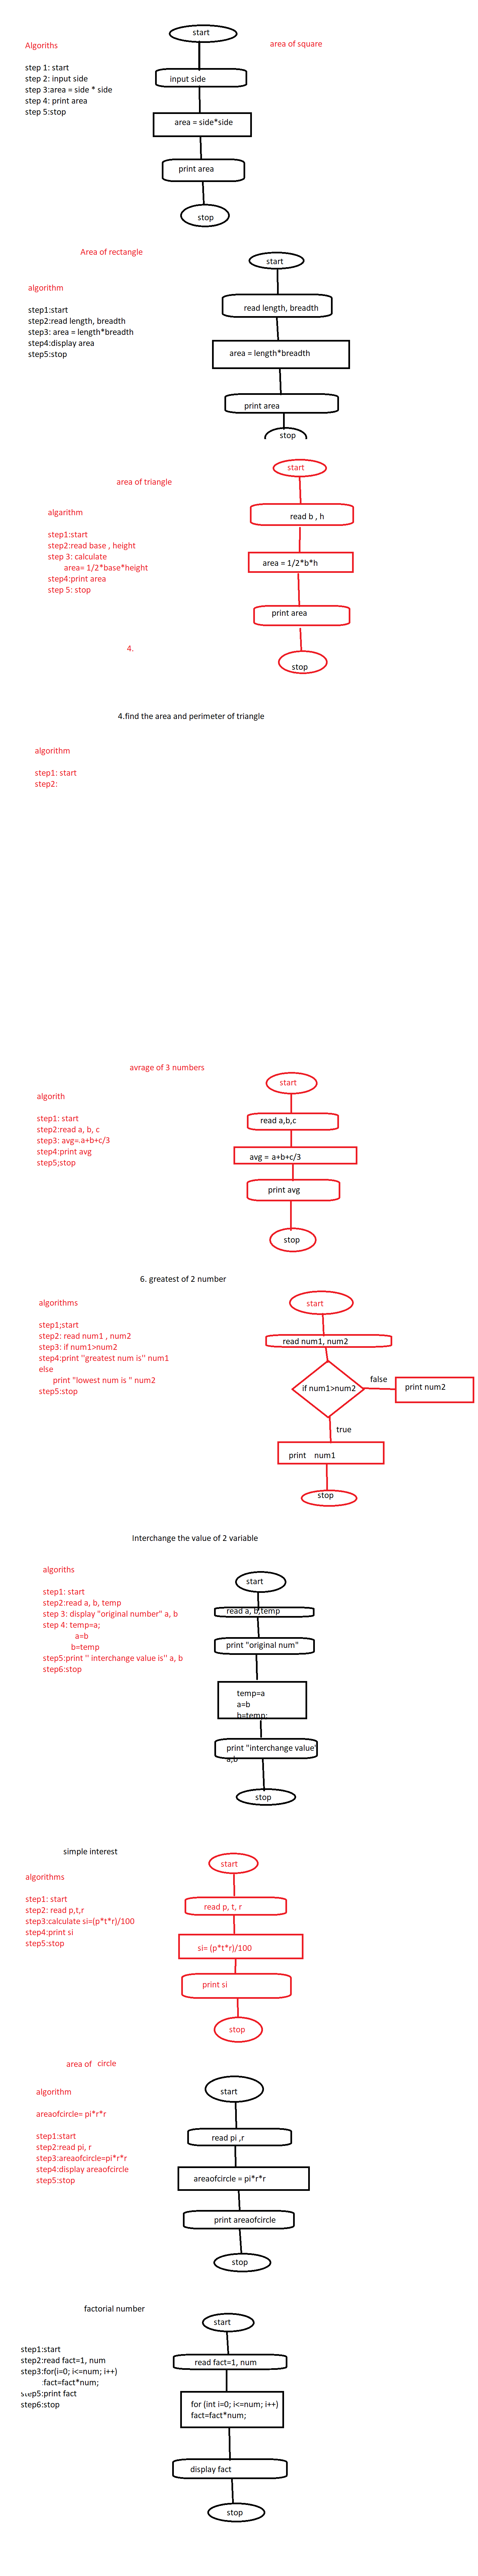 start
area of square
Algoriths
step 1: start
step 2: input side
step 3:area = side * side
step 4: print area
step 5:stop
input side
area = side*side
print area
stop
Area of rectangle
start
algorithm
step1:start
step2:read length, breadth
step3: area = length*breadth
step4:display area
step5:stop
read length, breadth
area = length*breadth
print area
stop
start
area of triangle
algarithm
step1:start
step2:read base , height
step 3: calculate
area= 1/2*base*height
step4:print area
step 5: stop
read b , h
area = 1/2*b*h
print area
4.
stop
4.find the area and perimeter of triangle
algorithm
step1: start
step2:
avrage of 3 numbers
start
algorith
step1: start
step2:read a, b, c
step3: avg=.a+b+c/3
step4:print avg
step5;stop
read a,b,c
avg = a+b+c/3
print avg
stop
6. greatest of 2 number
algorithms
step1;start
step2: read num1 , num2
step3: if num1>num2
step4:print "greatest num is" num1
else
print "lowest num is " num2
step5:stop
start
read num1, num2
if num1>num2
false
print num2
true
print num1
stop
Interchange the value of 2 variable
algoriths
step1: start
step2:read a, b, temp
step 3: display "original number" a, b
step 4: temp=a;
a=b
b=temp
step5:print " interchange value is" a, b
step6:stop
start
read a, b,temp
print "original num"
temp=a
a=b
b=temp;
print "interchange value"
a,b
stop
simple interest
algorithms
step1: start
step2: read p,t,r
step3:calculate si=(p*t*r)/100
step4:print si
step5:stop
start
read p, t, r
si= (p*t*r)/100
print si
stop
area of circle
algorithm
areaofcircle= pi*r*r
step1:start
step2:read pi, r
step3:areaofcircle=pi*r*r
step4:display areaofcircle
step5:stop
start
read pi ,r
areaofcircle = pi*r*r
print areaofcircle
stop
factorial number
step1:start
step2:read fact=1, num
step3:for(i=0; i<=num; i++)
:fact=fact*num;
step5:print fact
step6:stop
start
read fact=1, num
for (int i=0; i<=num; i++)
fact=fact*num;
display fact
stop